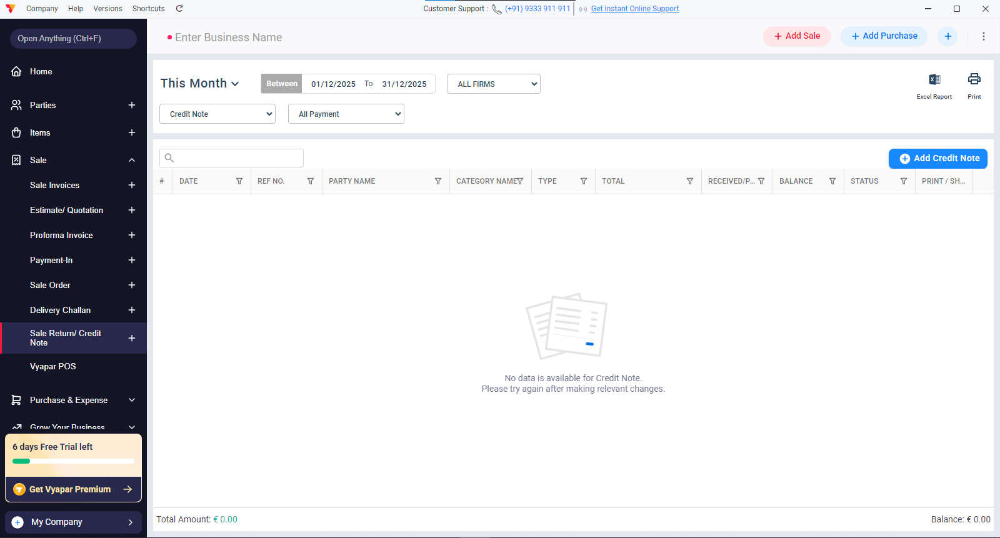 Company Help Versions Shortcuts
Customer Support : (+91) 9333 911 911 Get Instant Online Support
Open Anything (Ctrl+F)
Home
Parties
Items
Sale
Sale Invoices
Estimate/ Quotation
Proforma Invoice
Payment-In
Sale Order
Delivery Challan
Sale Return/ Credit
Note
Vyapar POS
Purchase & Expense
Grow Your Business
6 days Free Trial left
Get Vyapar Premium
My Company
Enter Business Name
Add Sale
Add Purchase
This Month
Between 01/12/2025 To 31/12/2025
ALL FIRMS
Excel Report
Print
Credit Note
All Payment
Add Credit Note
# DATE REF NO. PARTY NAME CATEGORY NAME TYPE TOTAL RECEIVED/P... BALANCE STATUS PRINT / SH...
No data is available for Credit Note.
Please try again after making relevant changes.
Total Amount: € 0.00
Balance: € 0.00